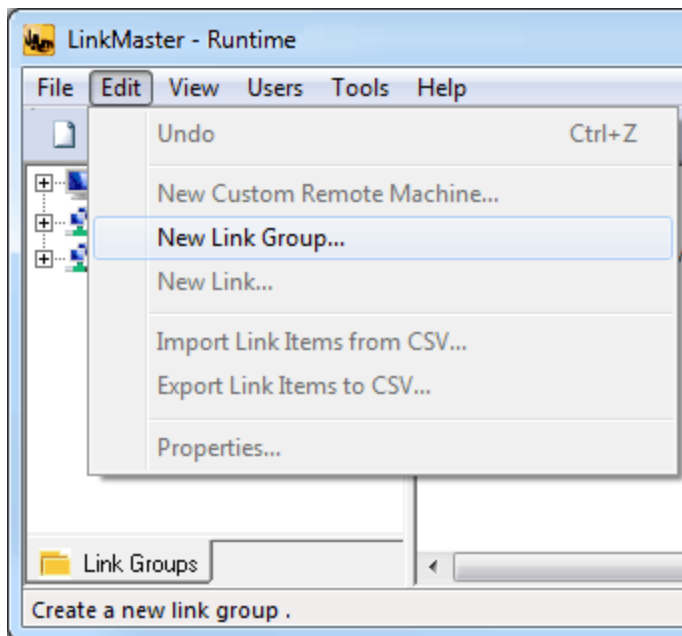 LinkMaster - Runtime
File Edit View Users Tools Help
Undo Ctrl+Z
New Custom Remote Machine...
New Link Group...
New Link...
Import Link Items from CSV...
Export Link Items to CSV...
Properties...
Link Groups
Create a new link group .